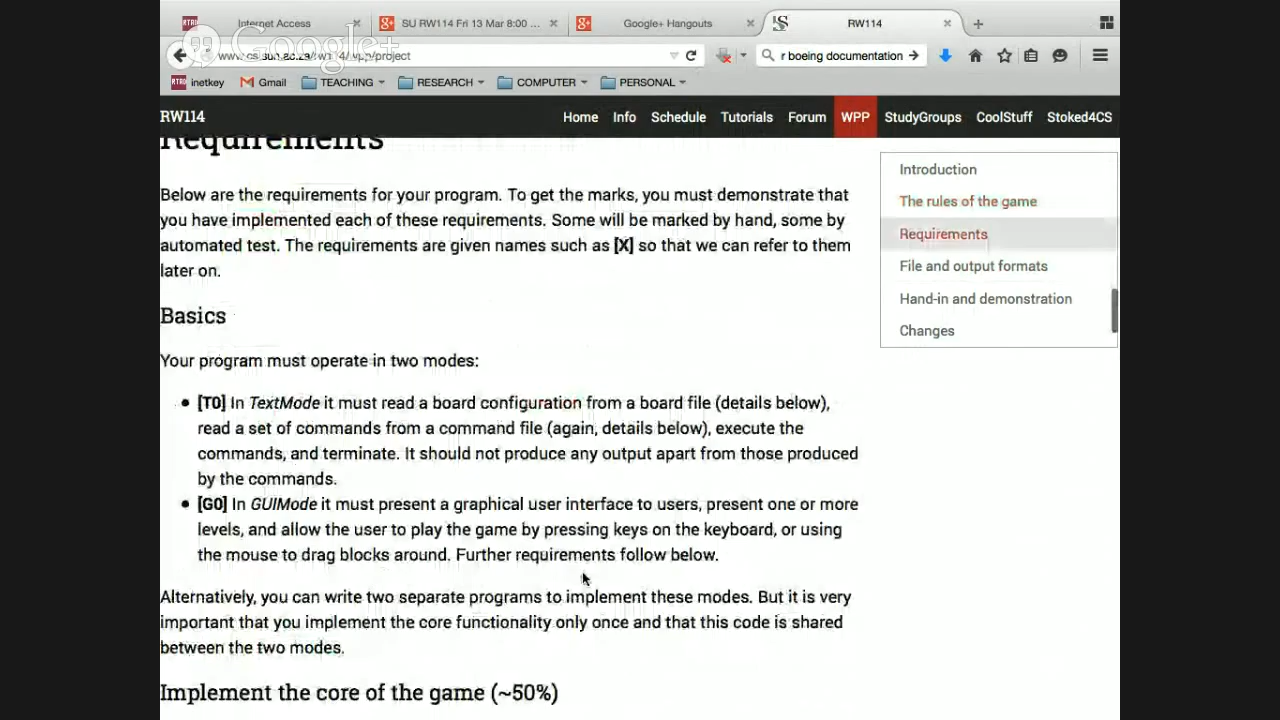 Internet Access
SU RW114 Fri 13 Mar 8:00 ...
Google+ Hangouts
RW114
Google+
/project
r boeing documentation
inetkey
Gmail
TEACHING
RESEARCH
COMPUTER
PERSONAL
RW114
Home
Info
Schedule
Tutorials
Forum
WPP
StudyGroups
CoolStuff
Stoked4CS
Requirements
Below are the requirements for your program. To get the marks, you must demonstrate that
you have implemented each of these requirements. Some will be marked by hand, some by
automated test. The requirements are given names such as [X] so that we can refer to them
later on.
Basics
Your program must operate in two modes:
• [T0] In TextMode it must read a board configuration from a board file (details below),
read a set of commands from a command file (again, details below), execute the
commands, and terminate. It should not produce any output apart from those produced
by the commands.
• [G0] In GUIMode it must present a graphical user interface to users, present one or more
levels, and allow the user to play the game by pressing keys on the keyboard, or using
the mouse to drag blocks around. Further requirements follow below.
Alternatively, you can write two separate programs to implement these modes. But it is very
important that you implement the core functionality only once and that this code is shared
between the two modes.
Implement the core of the game (~50%)
Introduction
The rules of the game
Requirements
File and output formats
Hand-in and demonstration
Changes